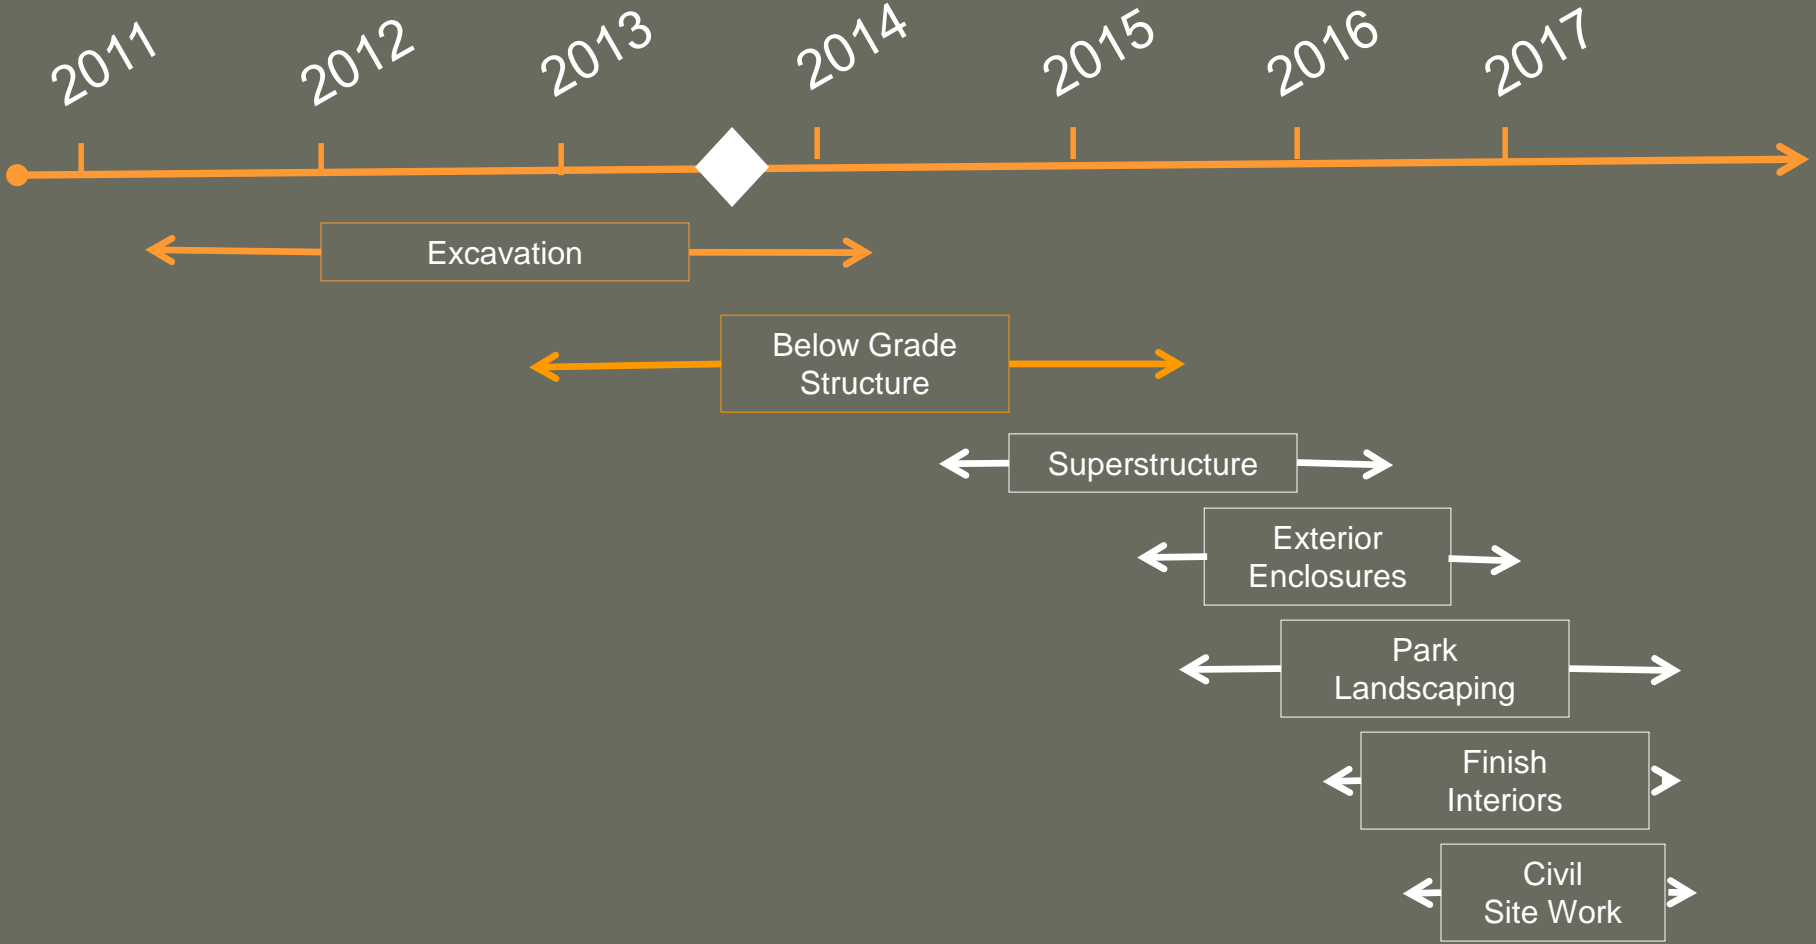 2011
2012
2013
2014
2015
2016
2017
Excavation
Below Grade
Structure
Superstructure
Exterior
Enclosures
Park
Landscaping
Finish
Interiors
Civil
Site Work